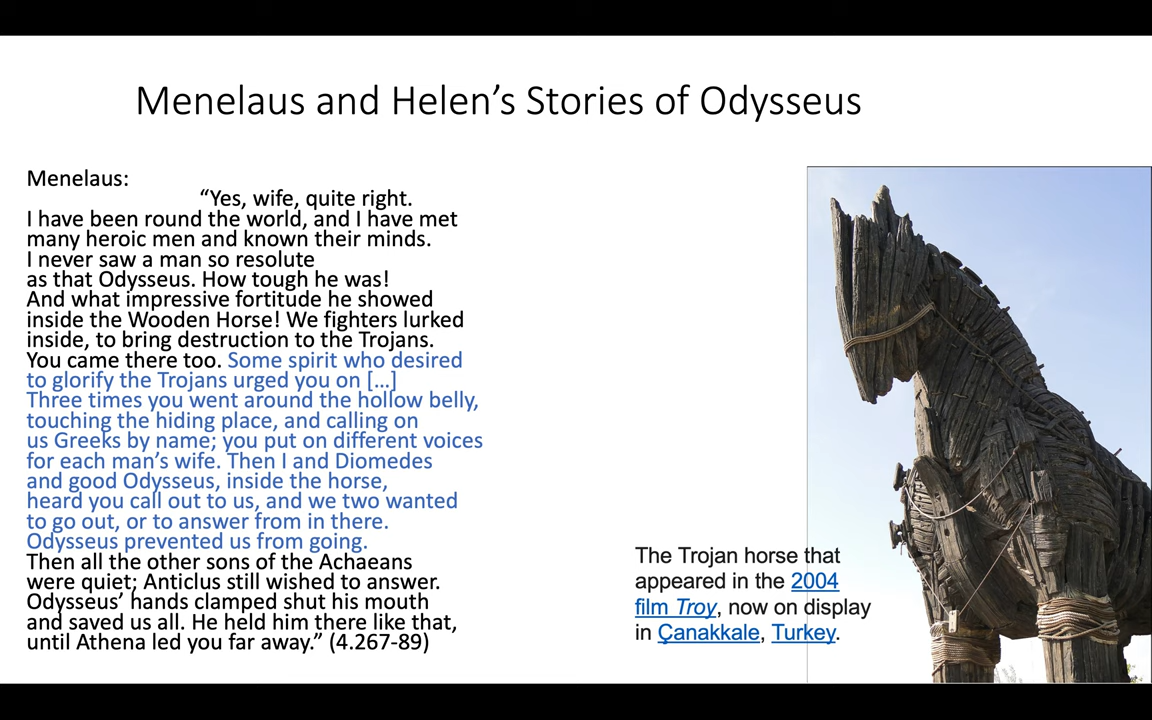 Menelaus and Helen's Stories of Odysseus
Menelaus:
“Yes, wife, quite right.
I have been round the world, and I have met
many heroic men and known their minds.
I never saw a man so resolute
as that Odysseus. How tough he was!
And what impressive fortitude he showed
inside the Wooden Horse! We fighters lurked
inside, to bring destruction to the Trojans.
You came there too. Some spirit who desired
to glorify the Trojans urged you on […]
Three times you went around the hollow belly,
touching the hiding place, and calling on
us Greeks by name; you put on different voices
for each man’s wife. Then I and Diomedes
and good Odysseus, inside the horse,
heard you call out to us, and we two wanted
to go out, or to answer from in there.
Odysseus prevented us from going.
Then all the other sons of the Achaeans
were quiet; Anticlus still wished to answer.
Odysseus’ hands clamped shut his mouth
and saved us all. He held him there like that,
until Athena led you far away.” (4.267-89)
The Trojan horse that
appeared in the 2004
film Troy, now on display
in Çanakkale, Turkey.